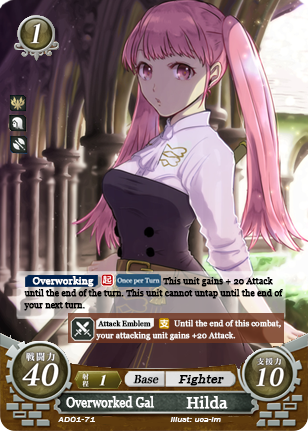 1
Overworking 起 Once per Turn This unit gains + 20 Attack
until the end of the turn. This unit cannot untap until the end of
your next turn.
Attack Emblem 支 Until the end of this combat,
your attacking unit gains +20 Attack.
戦闘力
40
射程 1
Base
Fighter
支援力
10
Overworked Gal Hilda
AD01-71 Illust: uoa-im